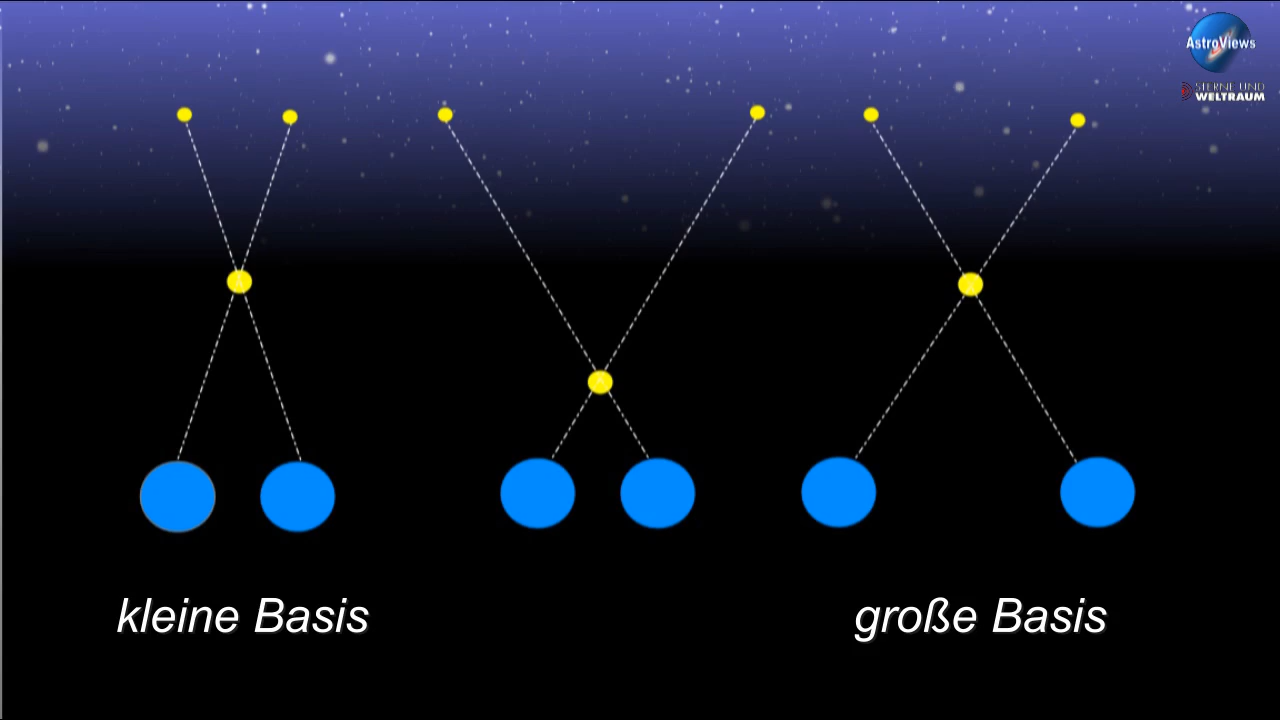 AstroViews
STERNE UND
WELTRAUM
kleine Basis
große Basis